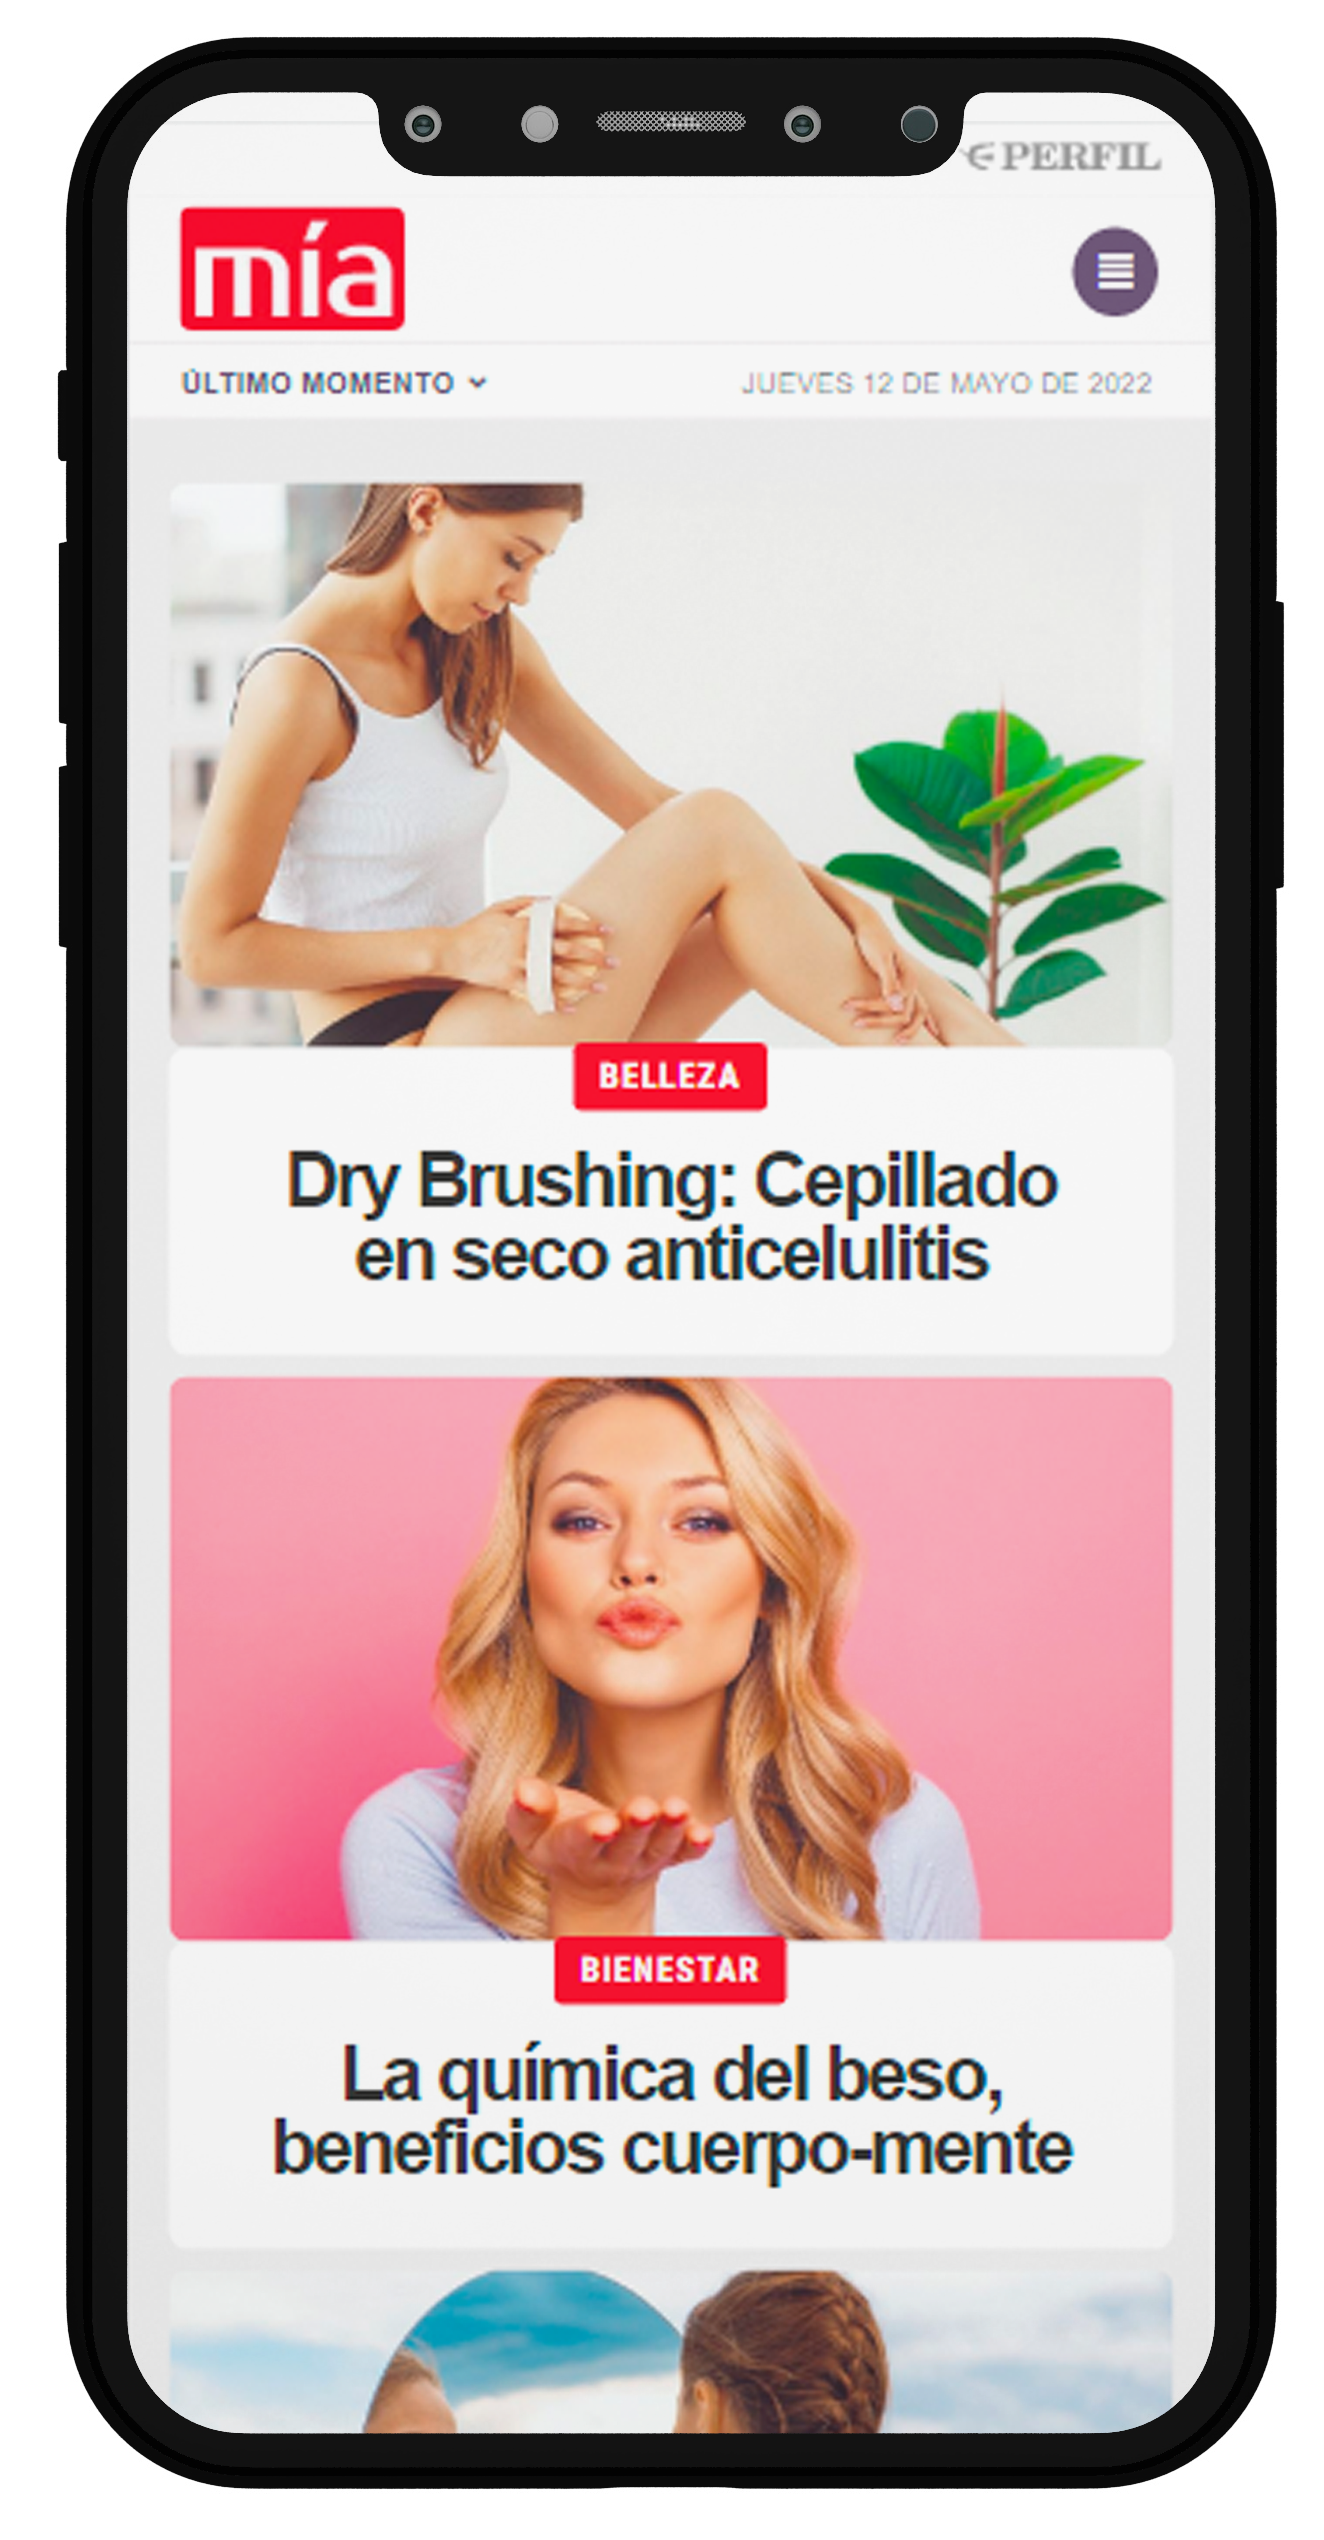 PERFIL
mía
ÚLTIMO MOMENTO
JUEVES 12 DE MAYO DE 2022
BELLEZA
Dry Brushing: Cepillado
en seco anticelulitis
BIENESTAR
La química del beso,
beneficios cuerpo-mente